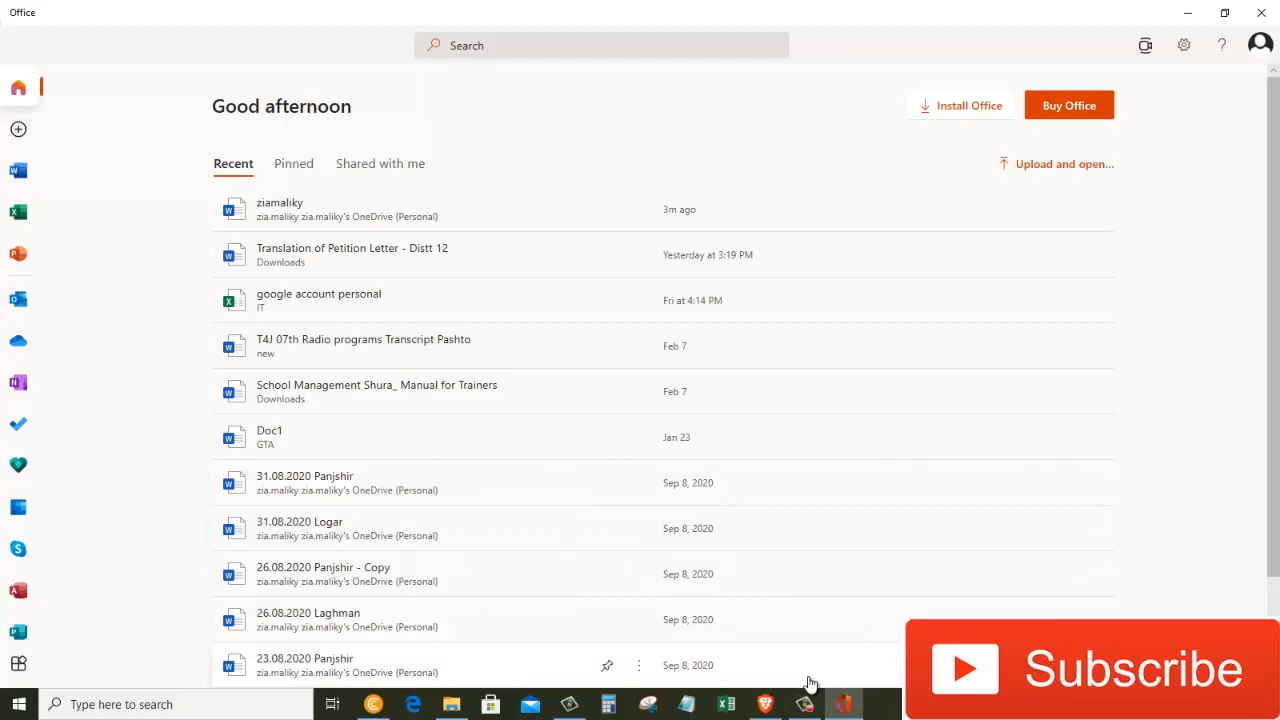 Office
Search
Good afternoon
Install Office
Buy Office
Recent
Pinned
Shared with me
Upload and open...
ziamaliky
zia.maliky zia.maliky's OneDrive (Personal)
3m ago
Translation of Petition Letter - Distt 12
Downloads
Yesterday at 3:19 PM
google account personal
IT
Fri at 4:14 PM
T4J 07th Radio programs Transcript Pashto
new
Feb 7
School Management Shura_ Manual for Trainers
Downloads
Feb 7
Doc1
GTA
Jan 23
31.08.2020 Panjshir
zia.maliky zia.maliky's OneDrive (Personal)
Sep 8, 2020
31.08.2020 Logar
zia.maliky zia.maliky's OneDrive (Personal)
Sep 8, 2020
26.08.2020 Panjshir - Copy
zia.maliky zia.maliky's OneDrive (Personal)
Sep 8, 2020
26.08.2020 Laghman
zia.maliky zia.maliky's OneDrive (Personal)
Sep 8, 2020
23.08.2020 Panjshir
zia.maliky zia.maliky's OneDrive (Personal)
Sep 8, 2020
Subscribe
Type here to search